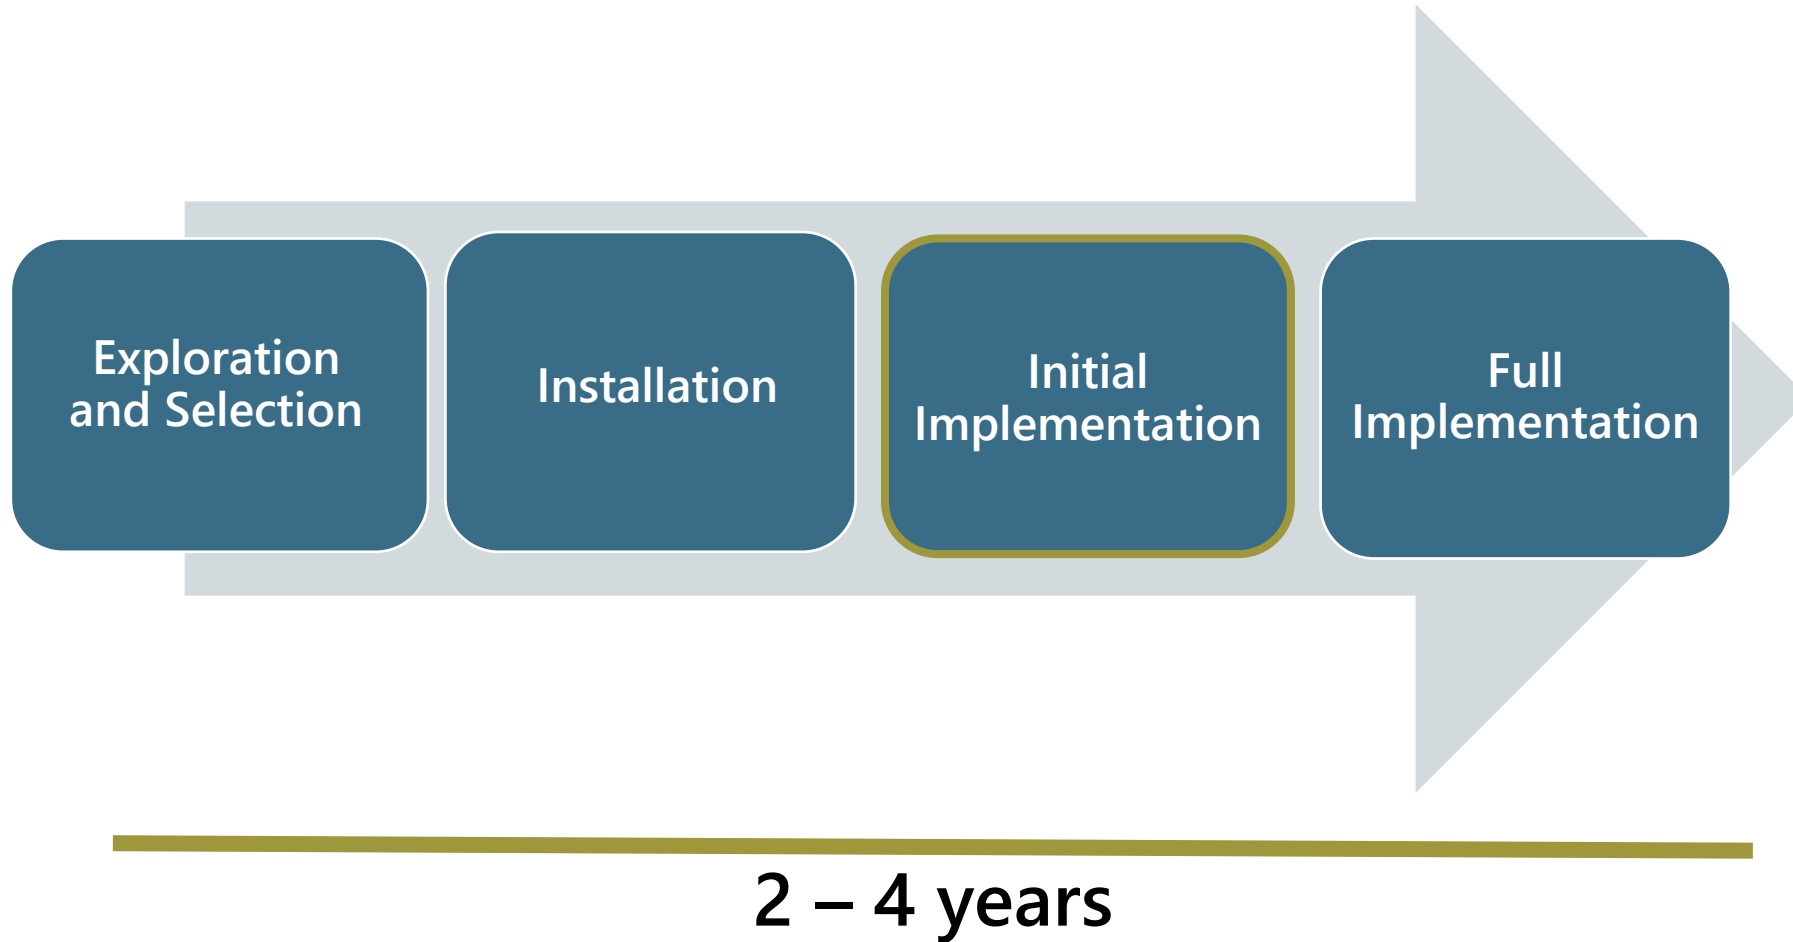 Exploration
and Selection
Installation
Initial
Implementation
Full
Implementation
2 – 4 years